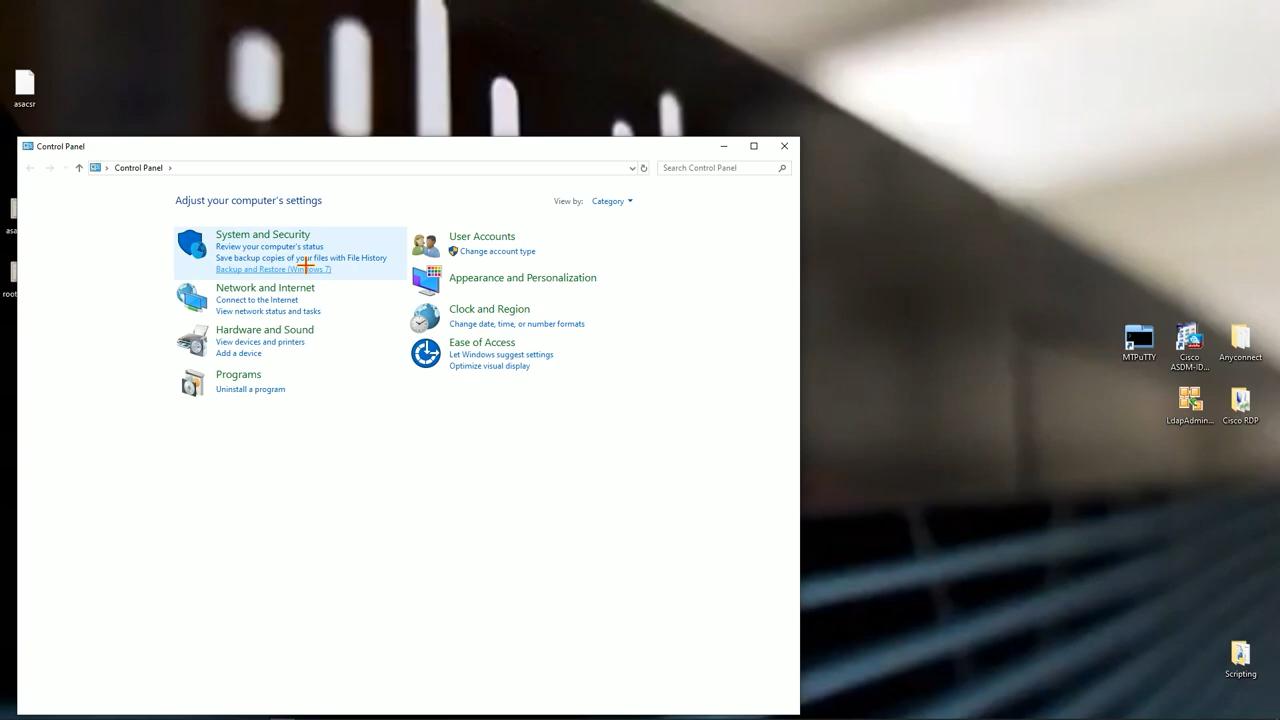 asacsr
Control Panel
Control Panel
Search Control Panel
Adjust your computer's settings
View by:
Category
System and Security
Review your computer's status
Save backup copies of your files with File History
Backup and Restore (Windows 7)
Network and Internet
Connect to the Internet
View network status and tasks
Hardware and Sound
View devices and printers
Add a device
Programs
Uninstall a program
User Accounts
Change account type
Appearance and Personalization
Clock and Region
Change date, time, or number formats
Ease of Access
Let Windows suggest settings
Optimize visual display
asa
root
MTPuTTY
Cisco
ASDM-ID...
Anyconnect
LdapAdmin...
Cisco RDP
Scripting